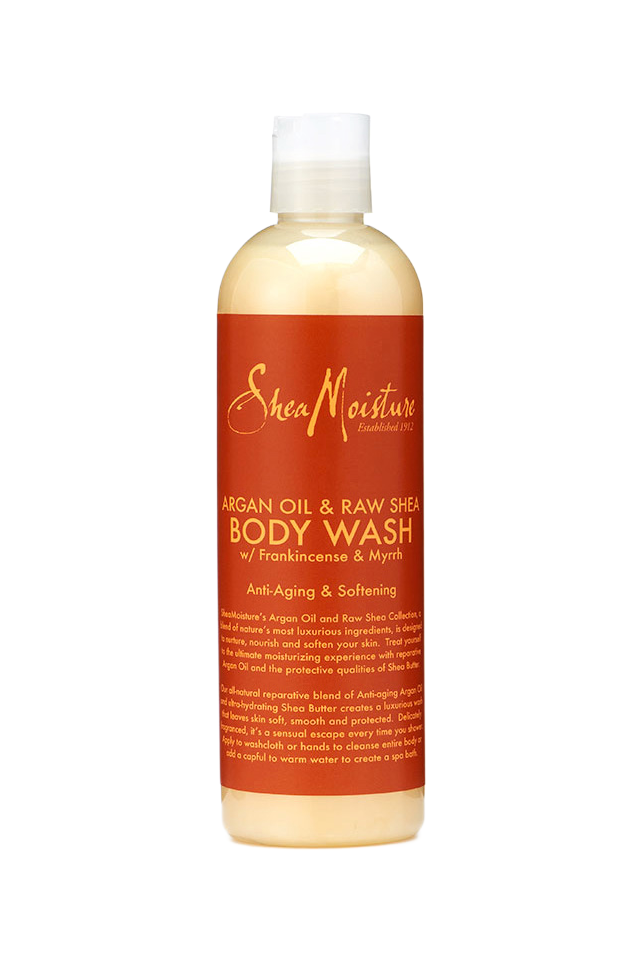 SheaMoisture
Established 1912
ARGAN OIL & RAW SHEA
BODY WASH
w/ Frankincense & Myrrh
Anti-Aging & Softening
SheaMoisture's Argan Oil and Raw Shea Collection, a
blend of nature's most luxurious ingredients, is designed
to nurture, nourish and soften your skin. Treat yourself
to the ultimate moisturizing experience with reparative
Argan Oil and the protective qualities of Shea Butter.
Our all-natural reparative blend of Anti-aging Argan Oil
and ultra-hydrating Shea Butter creates a luxurious wash
that leaves skin soft, smooth and protected. Delicately
fragranced, it's a sensual escape every time you shower.
Apply to washcloth or hands to cleanse entire body or
add a capful to warm water to create a spa bath.